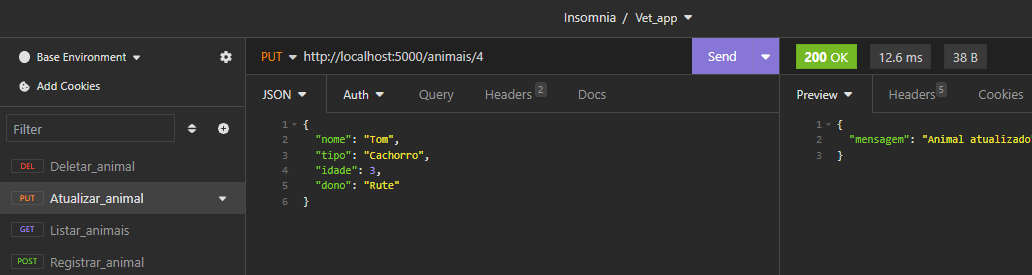 Insomnia / Vet_app
Base Environment
Add Cookies
Filter
DEL Deletar_animal
PUT Atualizar_animal
GET Listar_animais
POST Registrar_animal
PUT http://localhost:5000/animais/4 Send
JSON Auth Query Headers 2 Docs
1 {
2 "nome": "Tom",
3 "tipo": "Cachorro",
4 "idade": 3,
5 "dono": "Rute"
6 }
200 OK 12.6 ms 38 B
Preview Headers 5 Cookies
1 {
2 "mensagem": "Animal atualizado"
3 }